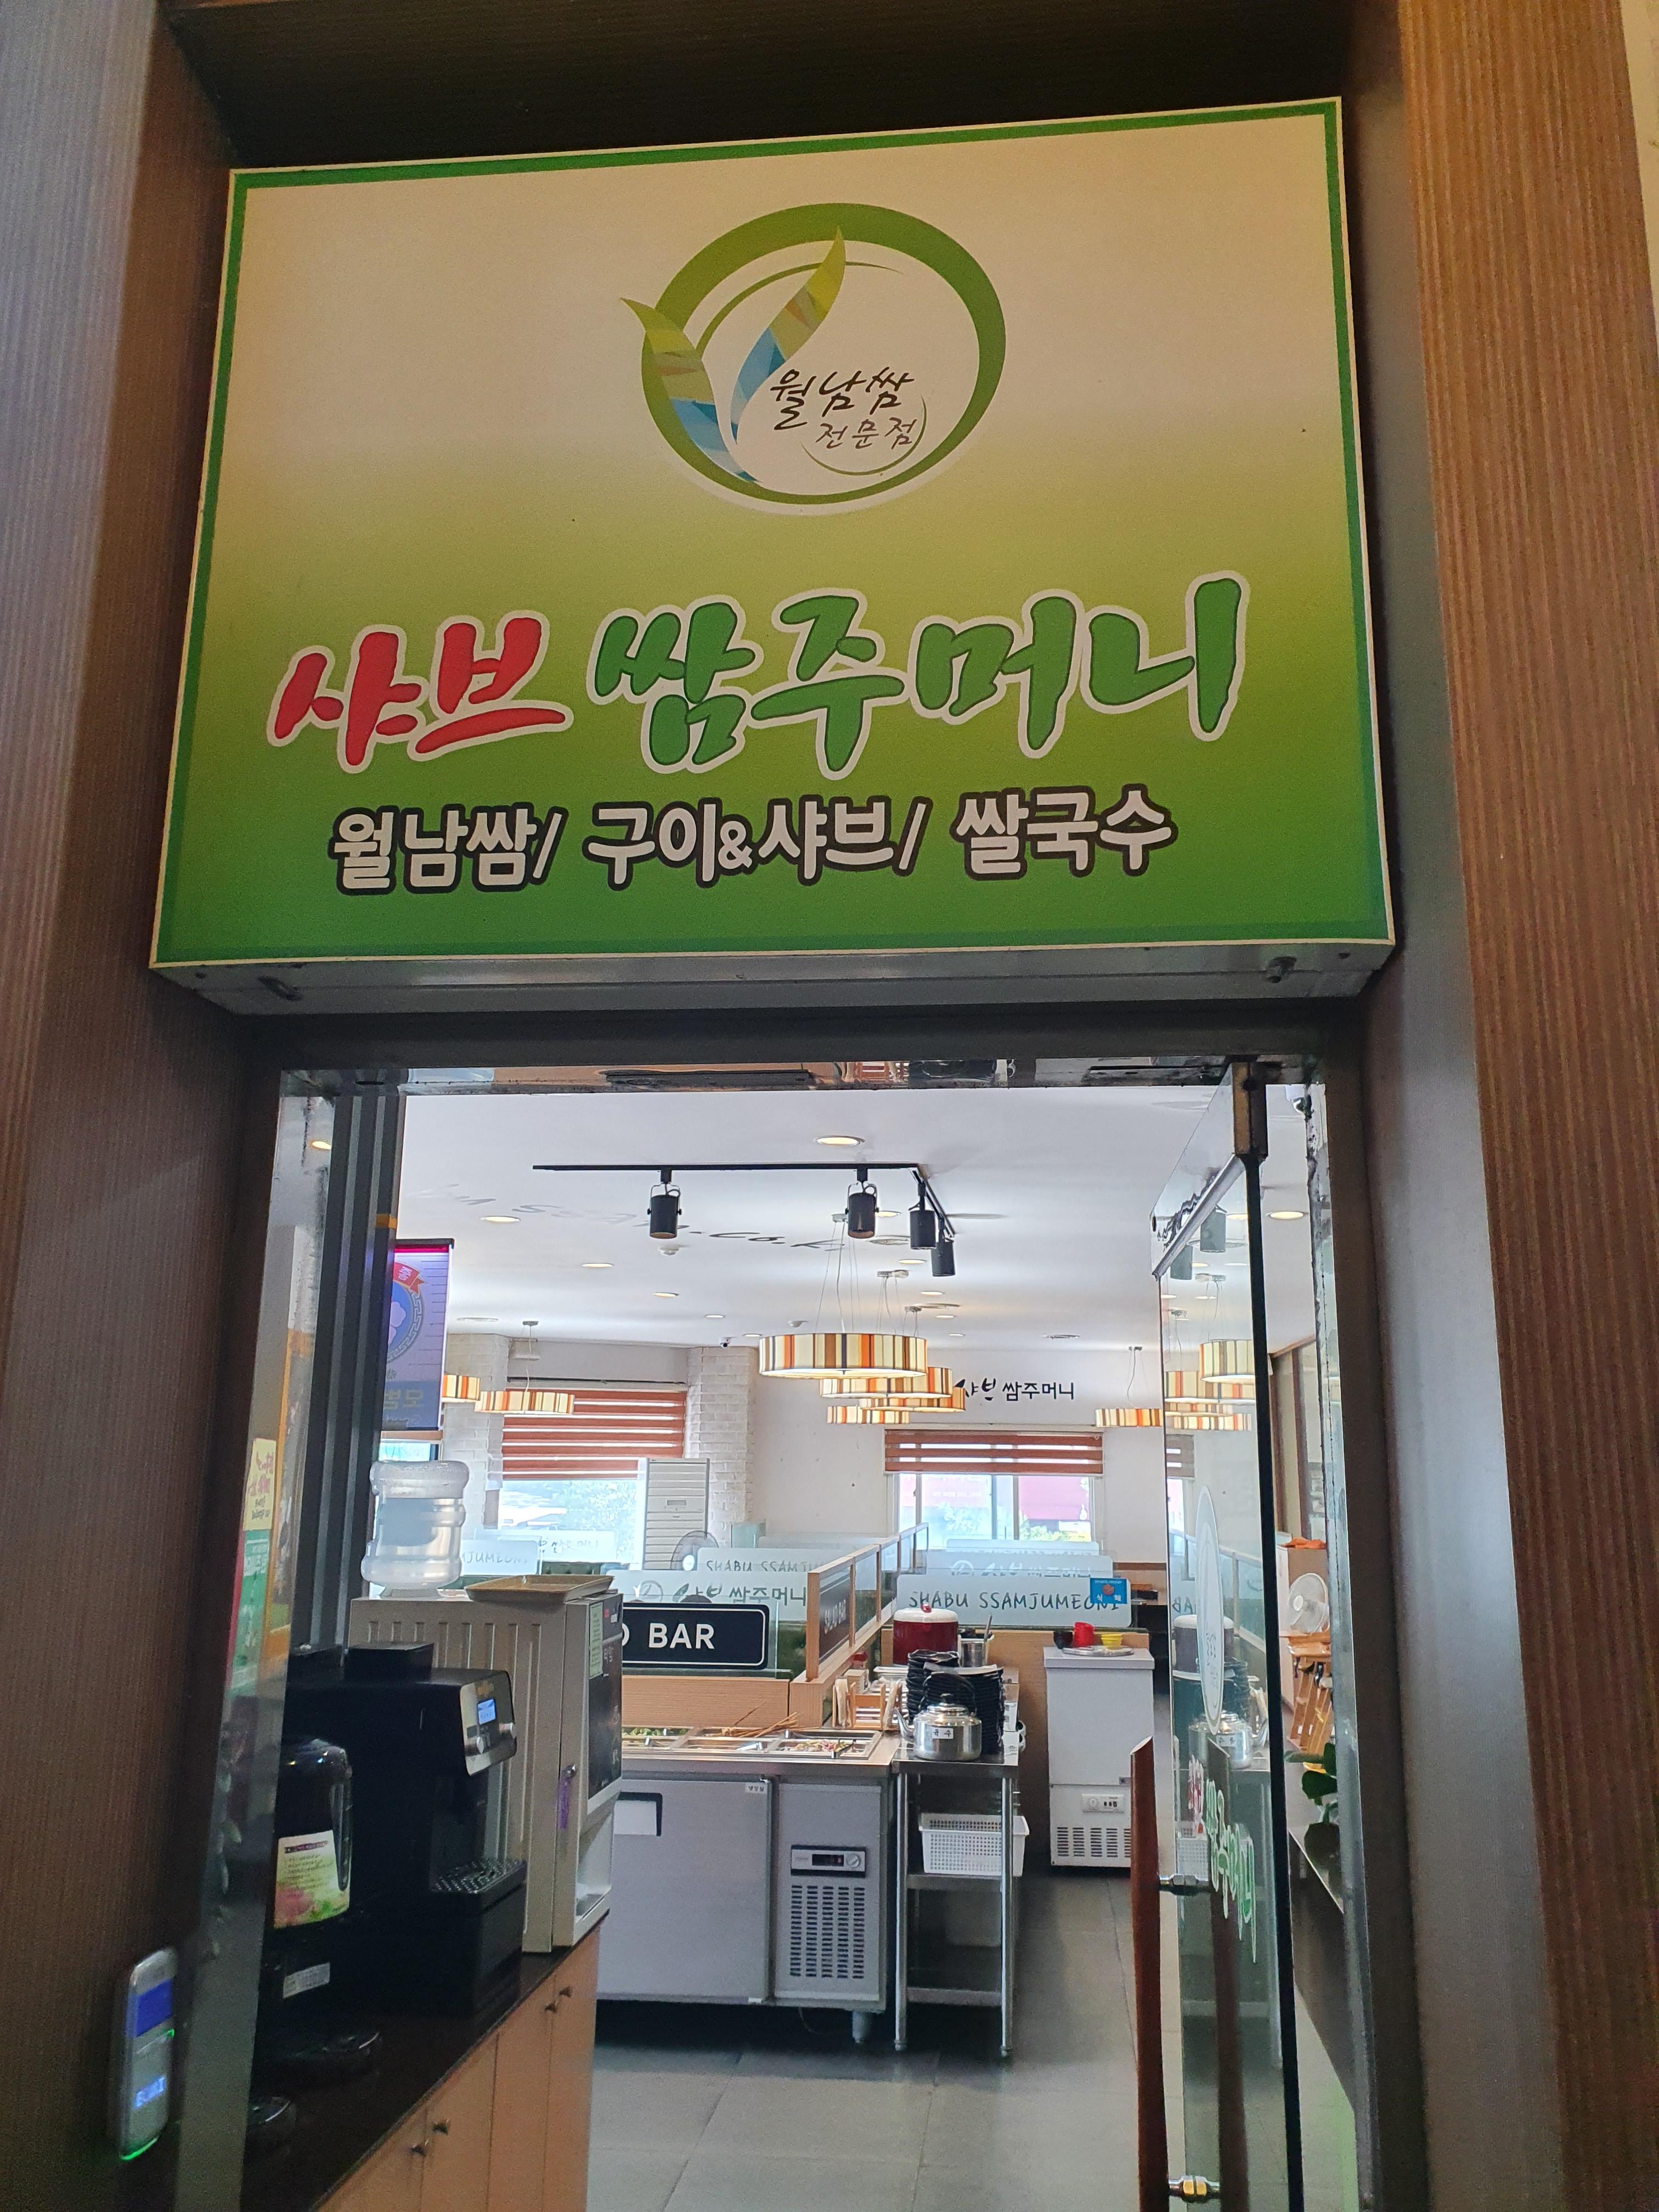 월남쌈
전문점
샤브 쌈주머니
월남쌈/ 구이&샤브/ 쌀국수
샤브 쌈주머니
SHABU SSAMJU
샤브 쌈주머니
SHABU SSAMJUMEONI
BAR